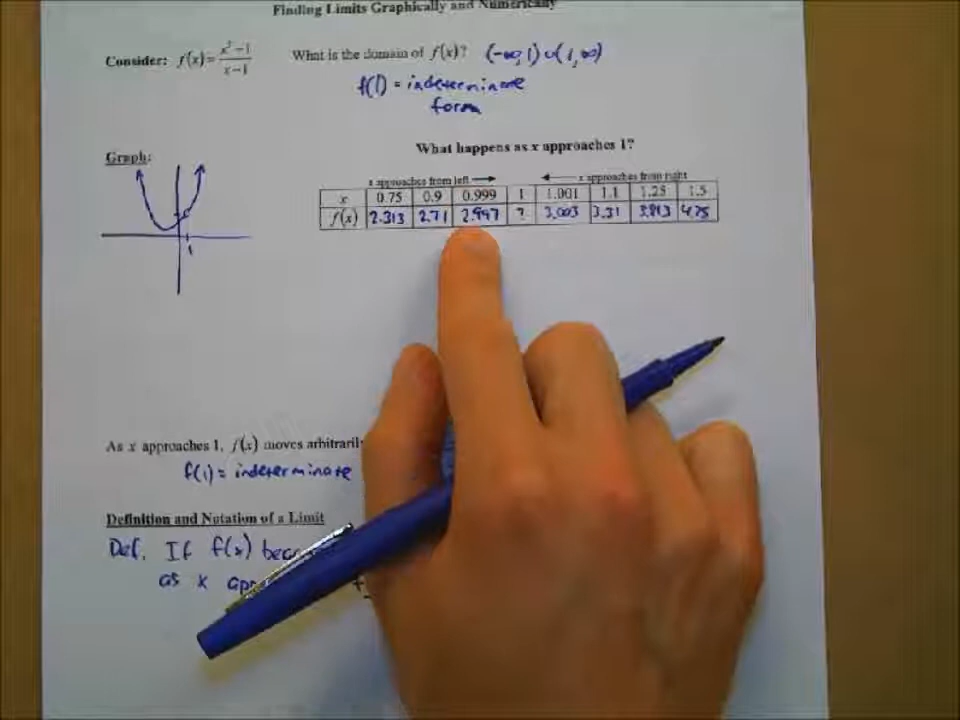 Finding Limits Graphically and Numerically
Consider: f(x) = x³-1 / x-1
What is the domain of f(x)? (-∞,1) ∪ (1,∞)
f(1) = indeterminate
form
Graph:
1
What happens as x approaches 1?
x approaches from left → ← x approaches from right
x 0.75 0.9 0.999 1 1.001 1.1 1.25 1.5
f(x) 2.313 2.71 2.997 ? 3.003 3.31 3.813 4.75
As x approaches 1, f(x) moves
f(1) = indeterminate
Definition and Notation of a Limit
Def. If f(x)
as x